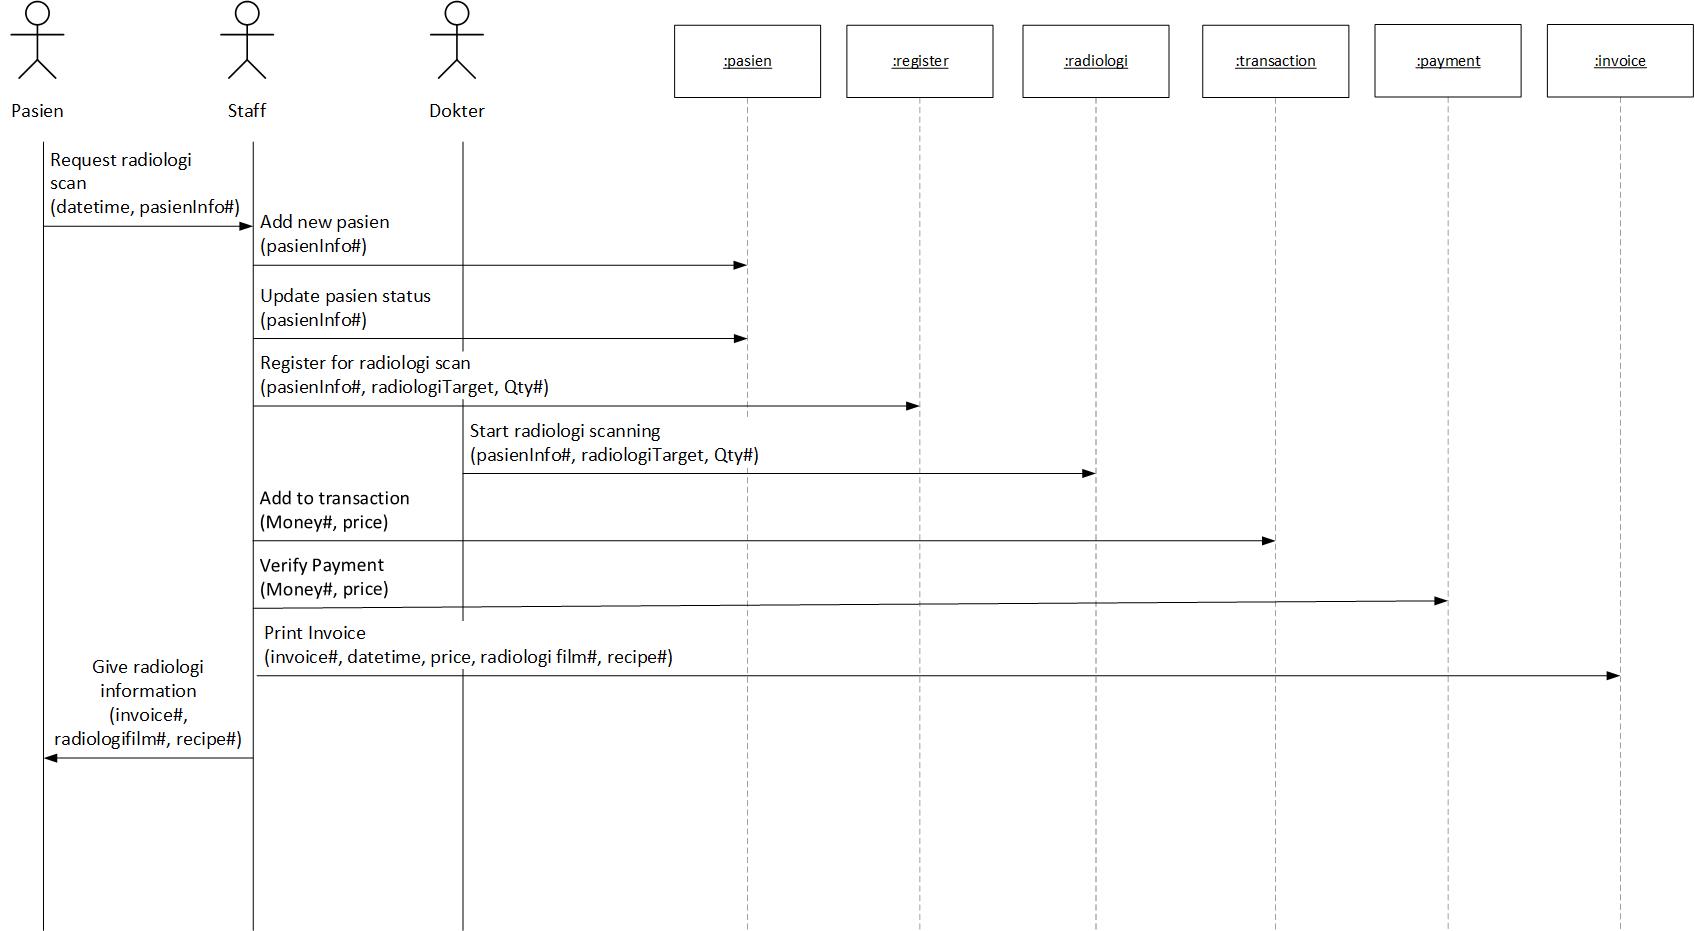 Pasien
Staff
Dokter
:pasien
:register
:radiologi
:transaction
:payment
:invoice
Request radiologi
scan
(datetime, pasienInfo#)
Add new pasien
(pasienInfo#)
Update pasien status
(pasienInfo#)
Register for radiologi scan
(pasienInfo#, radiologiTarget, Qty#)
Start radiologi scanning
(pasienInfo#, radiologiTarget, Qty#)
Add to transaction
(Money#, price)
Verify Payment
(Money#, price)
Print Invoice
(invoice#, datetime, price, radiologi film#, recipe#)
Give radiologi
information
(invoice#,
radiologifilm#, recipe#)